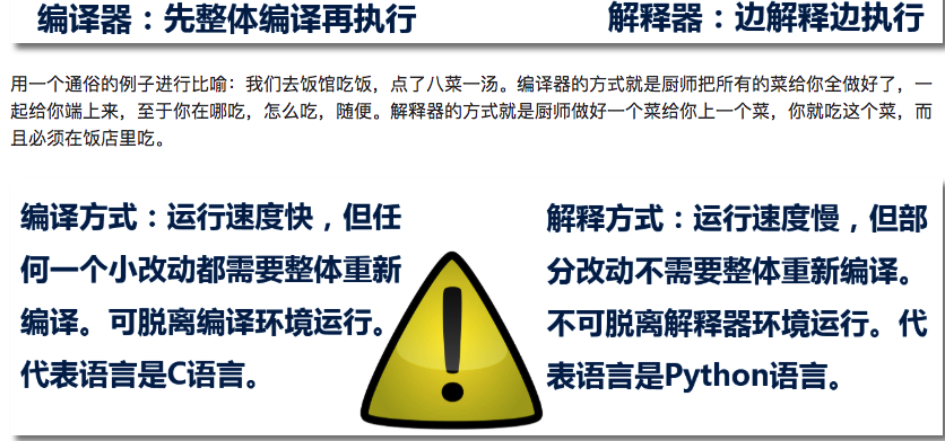 编译器：先整体编译再执行 解释器：边解释边执行
用一个通俗的例子进行比喻：我们去饭馆吃饭，点了八菜一汤。编译器的方式就是厨师把所有的菜给你全做好了，一
起给你端上来，至于你在哪吃，怎么吃，随便。解释器的方式就是厨师做好一个菜给你上一个菜，你就吃这个菜，而
且必须在饭店里吃。
编译方式：运行速度快，但任
何一个小改动都需要整体重新
编译。可脱离编译环境运行。
代表语言是C语言。
解释方式：运行速度慢，但部
分改动不需要整体重新编译。
不可脱离解释器环境运行。代
表语言是Python语言。